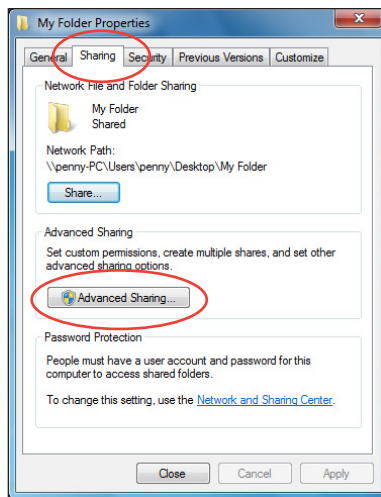 My Folder Properties
General Sharing Security Previous Versions Customize
Network File and Folder Sharing
My Folder
Shared
Network Path:
\\penny-PC\Users\penny\Desktop\My Folder
Share...
Advanced Sharing
Set custom permissions, create multiple shares, and set other
advanced sharing options.
Advanced Sharing...
Password Protection
People must have a user account and password for this
computer to access shared folders.
To change this setting, use the Network and Sharing Center.
Close Cancel Apply